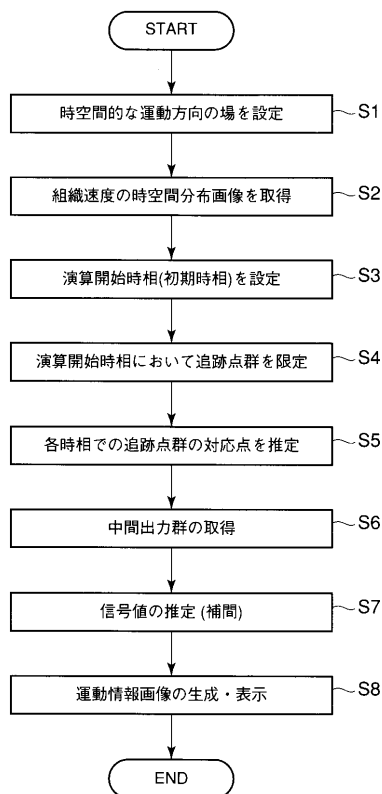 START
時空間的な運動方向の場を設定
S1
組織速度の時空間分布画像を取得
S2
演算開始時相(初期時相)を設定
S3
演算開始時相において追跡点群を限定
S4
各時相での追跡点群の対応点を推定
S5
中間出力群の取得
S6
信号値の推定 (補間)
S7
運動情報画像の生成・表示
S8
END